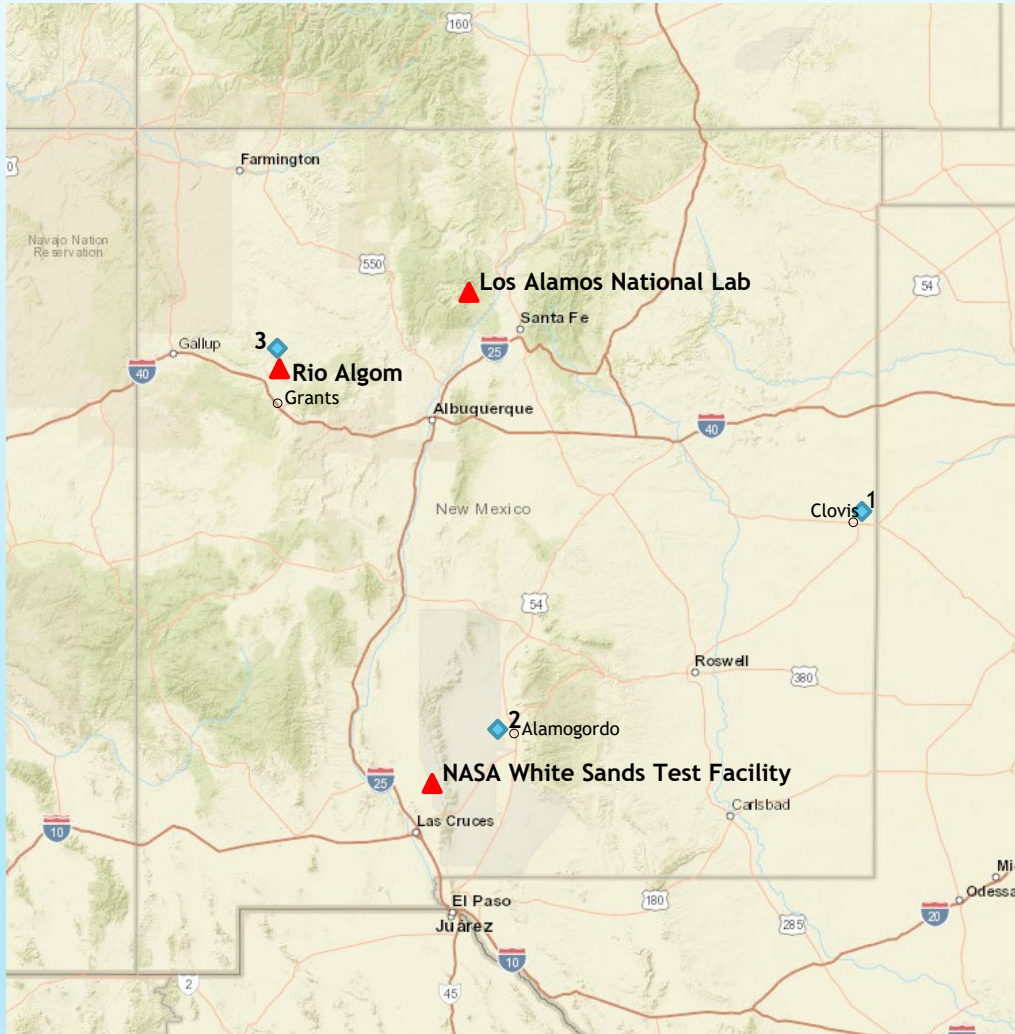 160
Farmington
0
Navajo Nation
Reservation
550
Los Alamos National Lab
54
Santa Fe
3
Gallup
25
40
Rio Algom
Grants
Albuquerque
40
New Mexico
1
Clovis
54
Roswell
380
2
Alamogordo
NASA White Sands Test Facility
25
Carlsbad
10
Las Cruces
Mi
Odessa
El Paso
Juárez
180
20
285
10
2
45